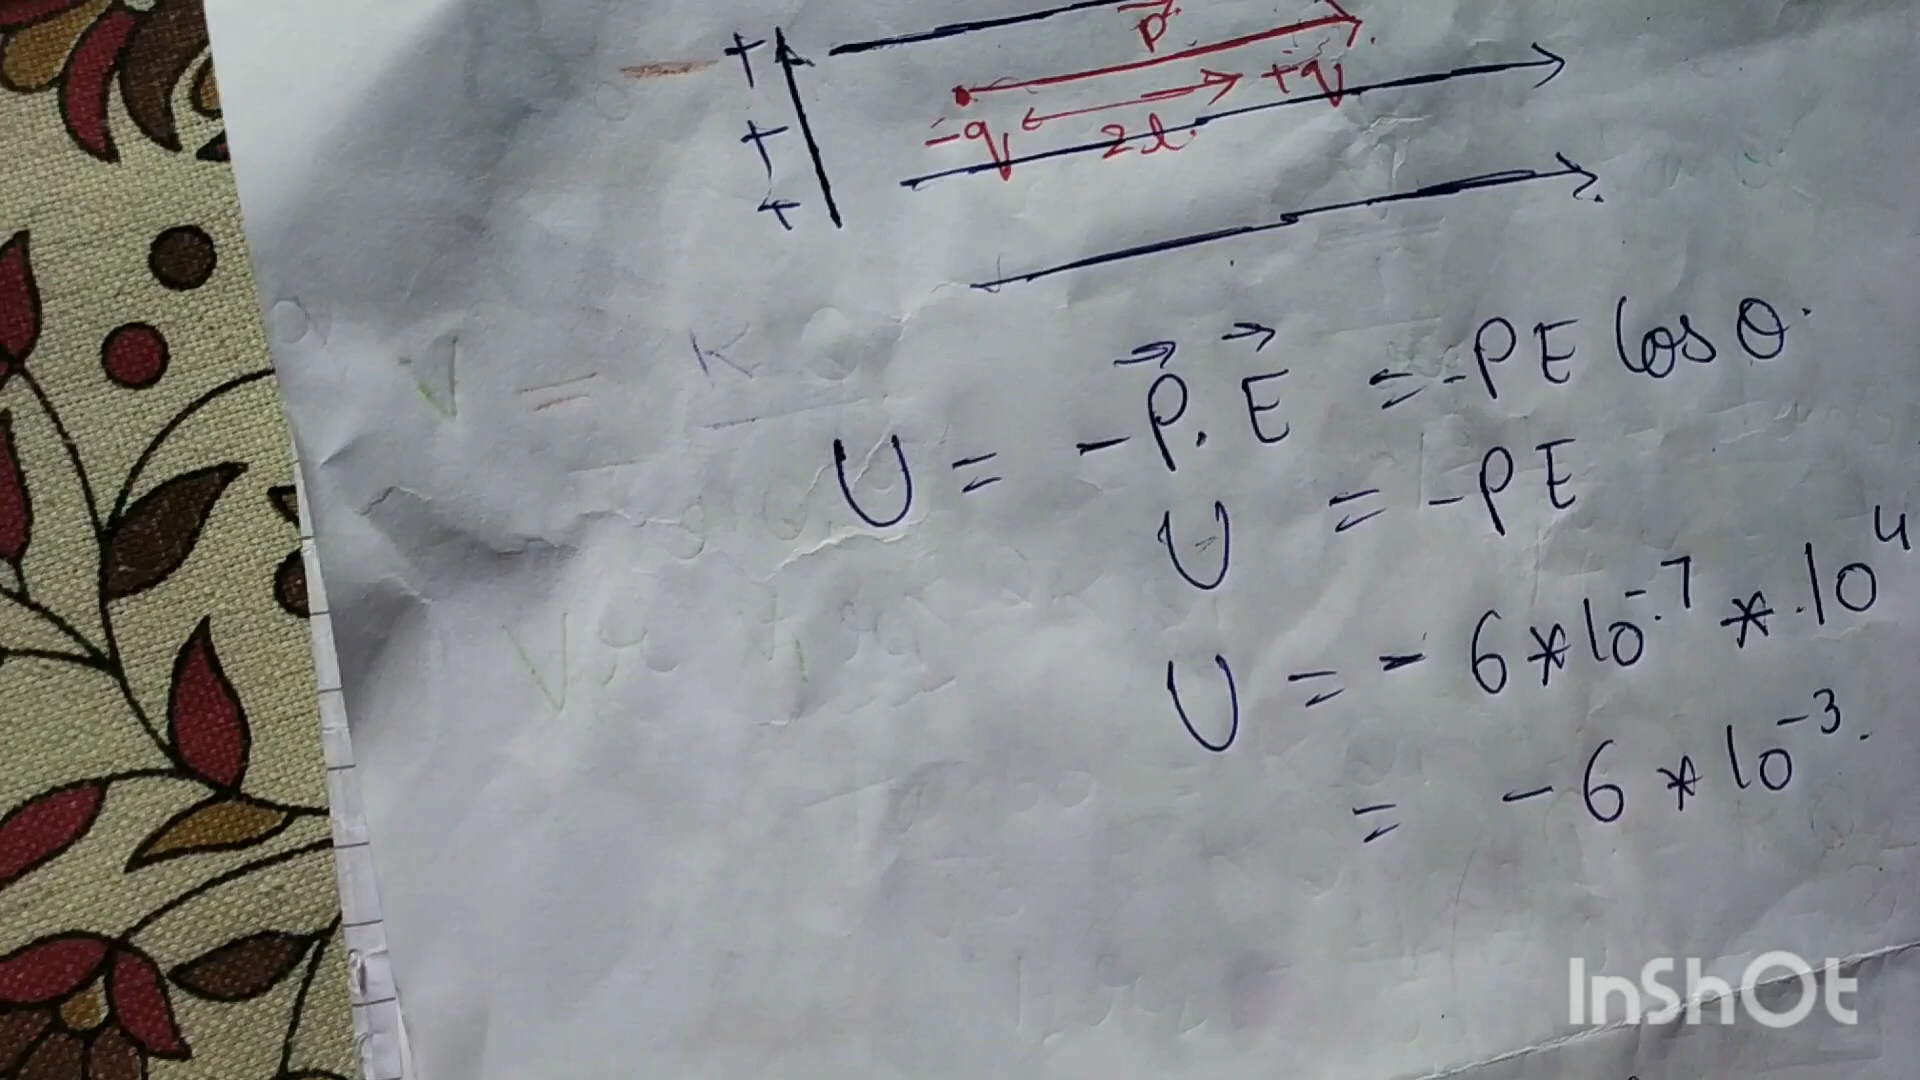 + P
-q 2l +q
+
+
V = K
U = -P.E = -PE Cosθ.
U = -PE
U = - 6*10^-7 * 10^4
= - 6 * 10^-3.
InShOt